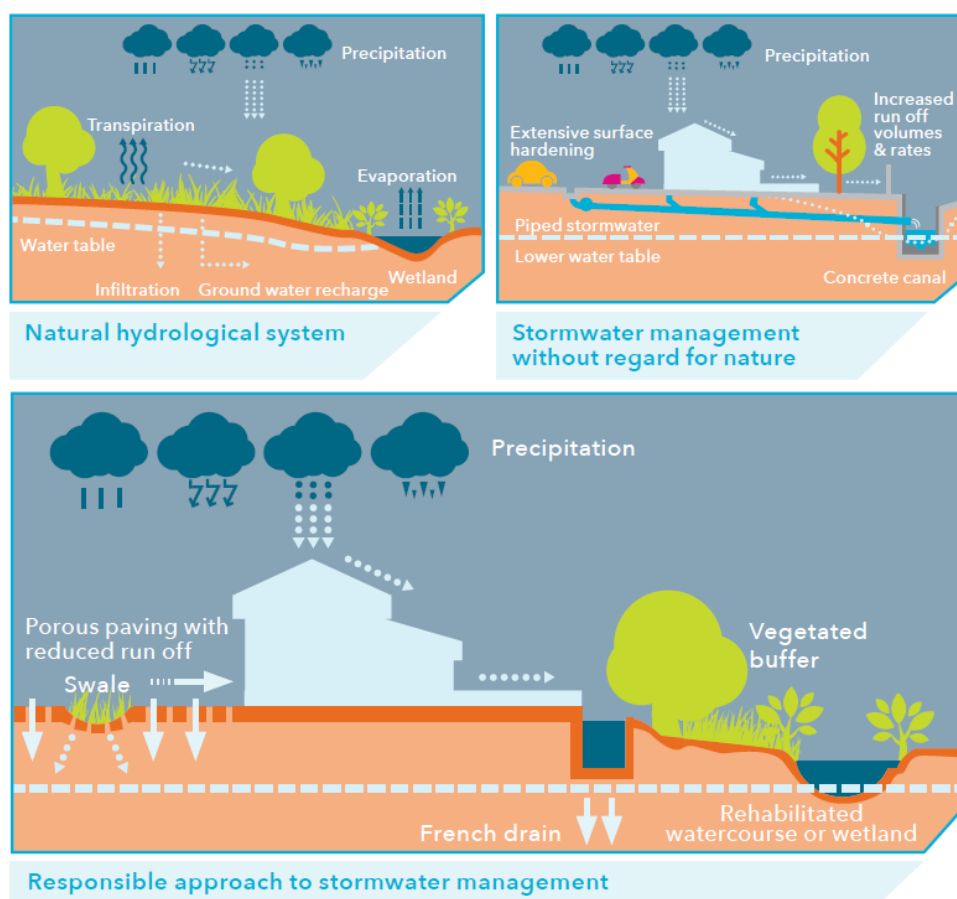 Precipitation
Transpiration
Evaporation
Water table
Wetland
Infiltration
Ground water recharge
Natural hydrological system
Precipitation
Increased
run off
volumes
& rates
Extensive surface
hardening
Piped stormwater
Lower water table
Concrete canal
Stormwater management
without regard for nature
Precipitation
Porous paving with
reduced run off
Swale
Vegetated
buffer
French drain
Rehabilitated
watercourse or wetland
Responsible approach to stormwater management